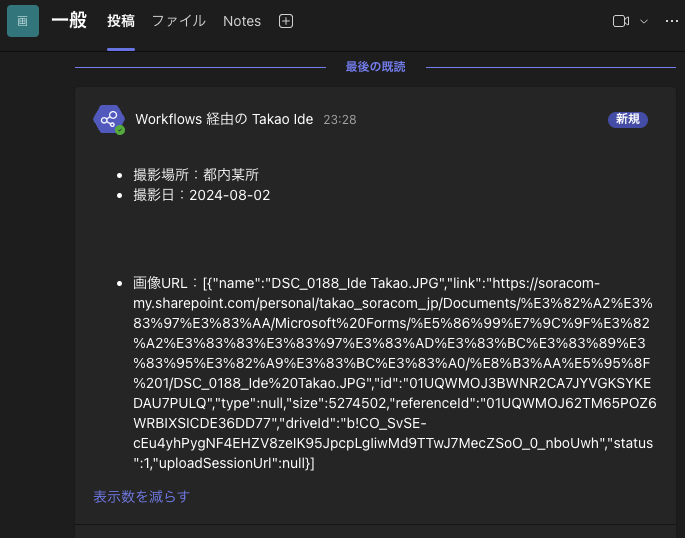 画 一般 投稿 ファイル Notes
最後の既読
Workflows 経由の Takao Ide 23:28 新規
• 撮影場所：都内某所
• 撮影日：2024-08-02
• 画像URL：[{"name":"DSC_0188_Ide Takao.JPG","link":"https://soracom-
my.sharepoint.com/personal/takao_soracom_jp/Documents/%E3%82%A2%E3%
83%97%E3%83%AA/Microsoft%20Forms/%E5%86%99%E7%9C%9F%E3%82
%A2%E3%83%83%E3%83%97%E3%83%AD%E3%83%BC%E3%83%89%E3
%83%95%E3%82%A9%E3%83%BC%E3%83%A0/%E8%B3%AA%E5%95%8F
%201/DSC_0188_Ide%20Takao.JPG","id":"01UQWMOJ3BWNR2CA7JYVGKSYKE
DAU7PULQ","type":null,"size":5274502,"referenceId":"01UQWMOJ62TM65POZ6
WRBIXSICDE36DD77","driveId":"b!CO_SvSE-
cEu4yhPygNF4EHZV8zeIK95JpcpLgIiwMd9TTwJ7MecZSoO_0_nboUwh","status"
:1,"uploadSessionUrl":null}]
表示数を減らす